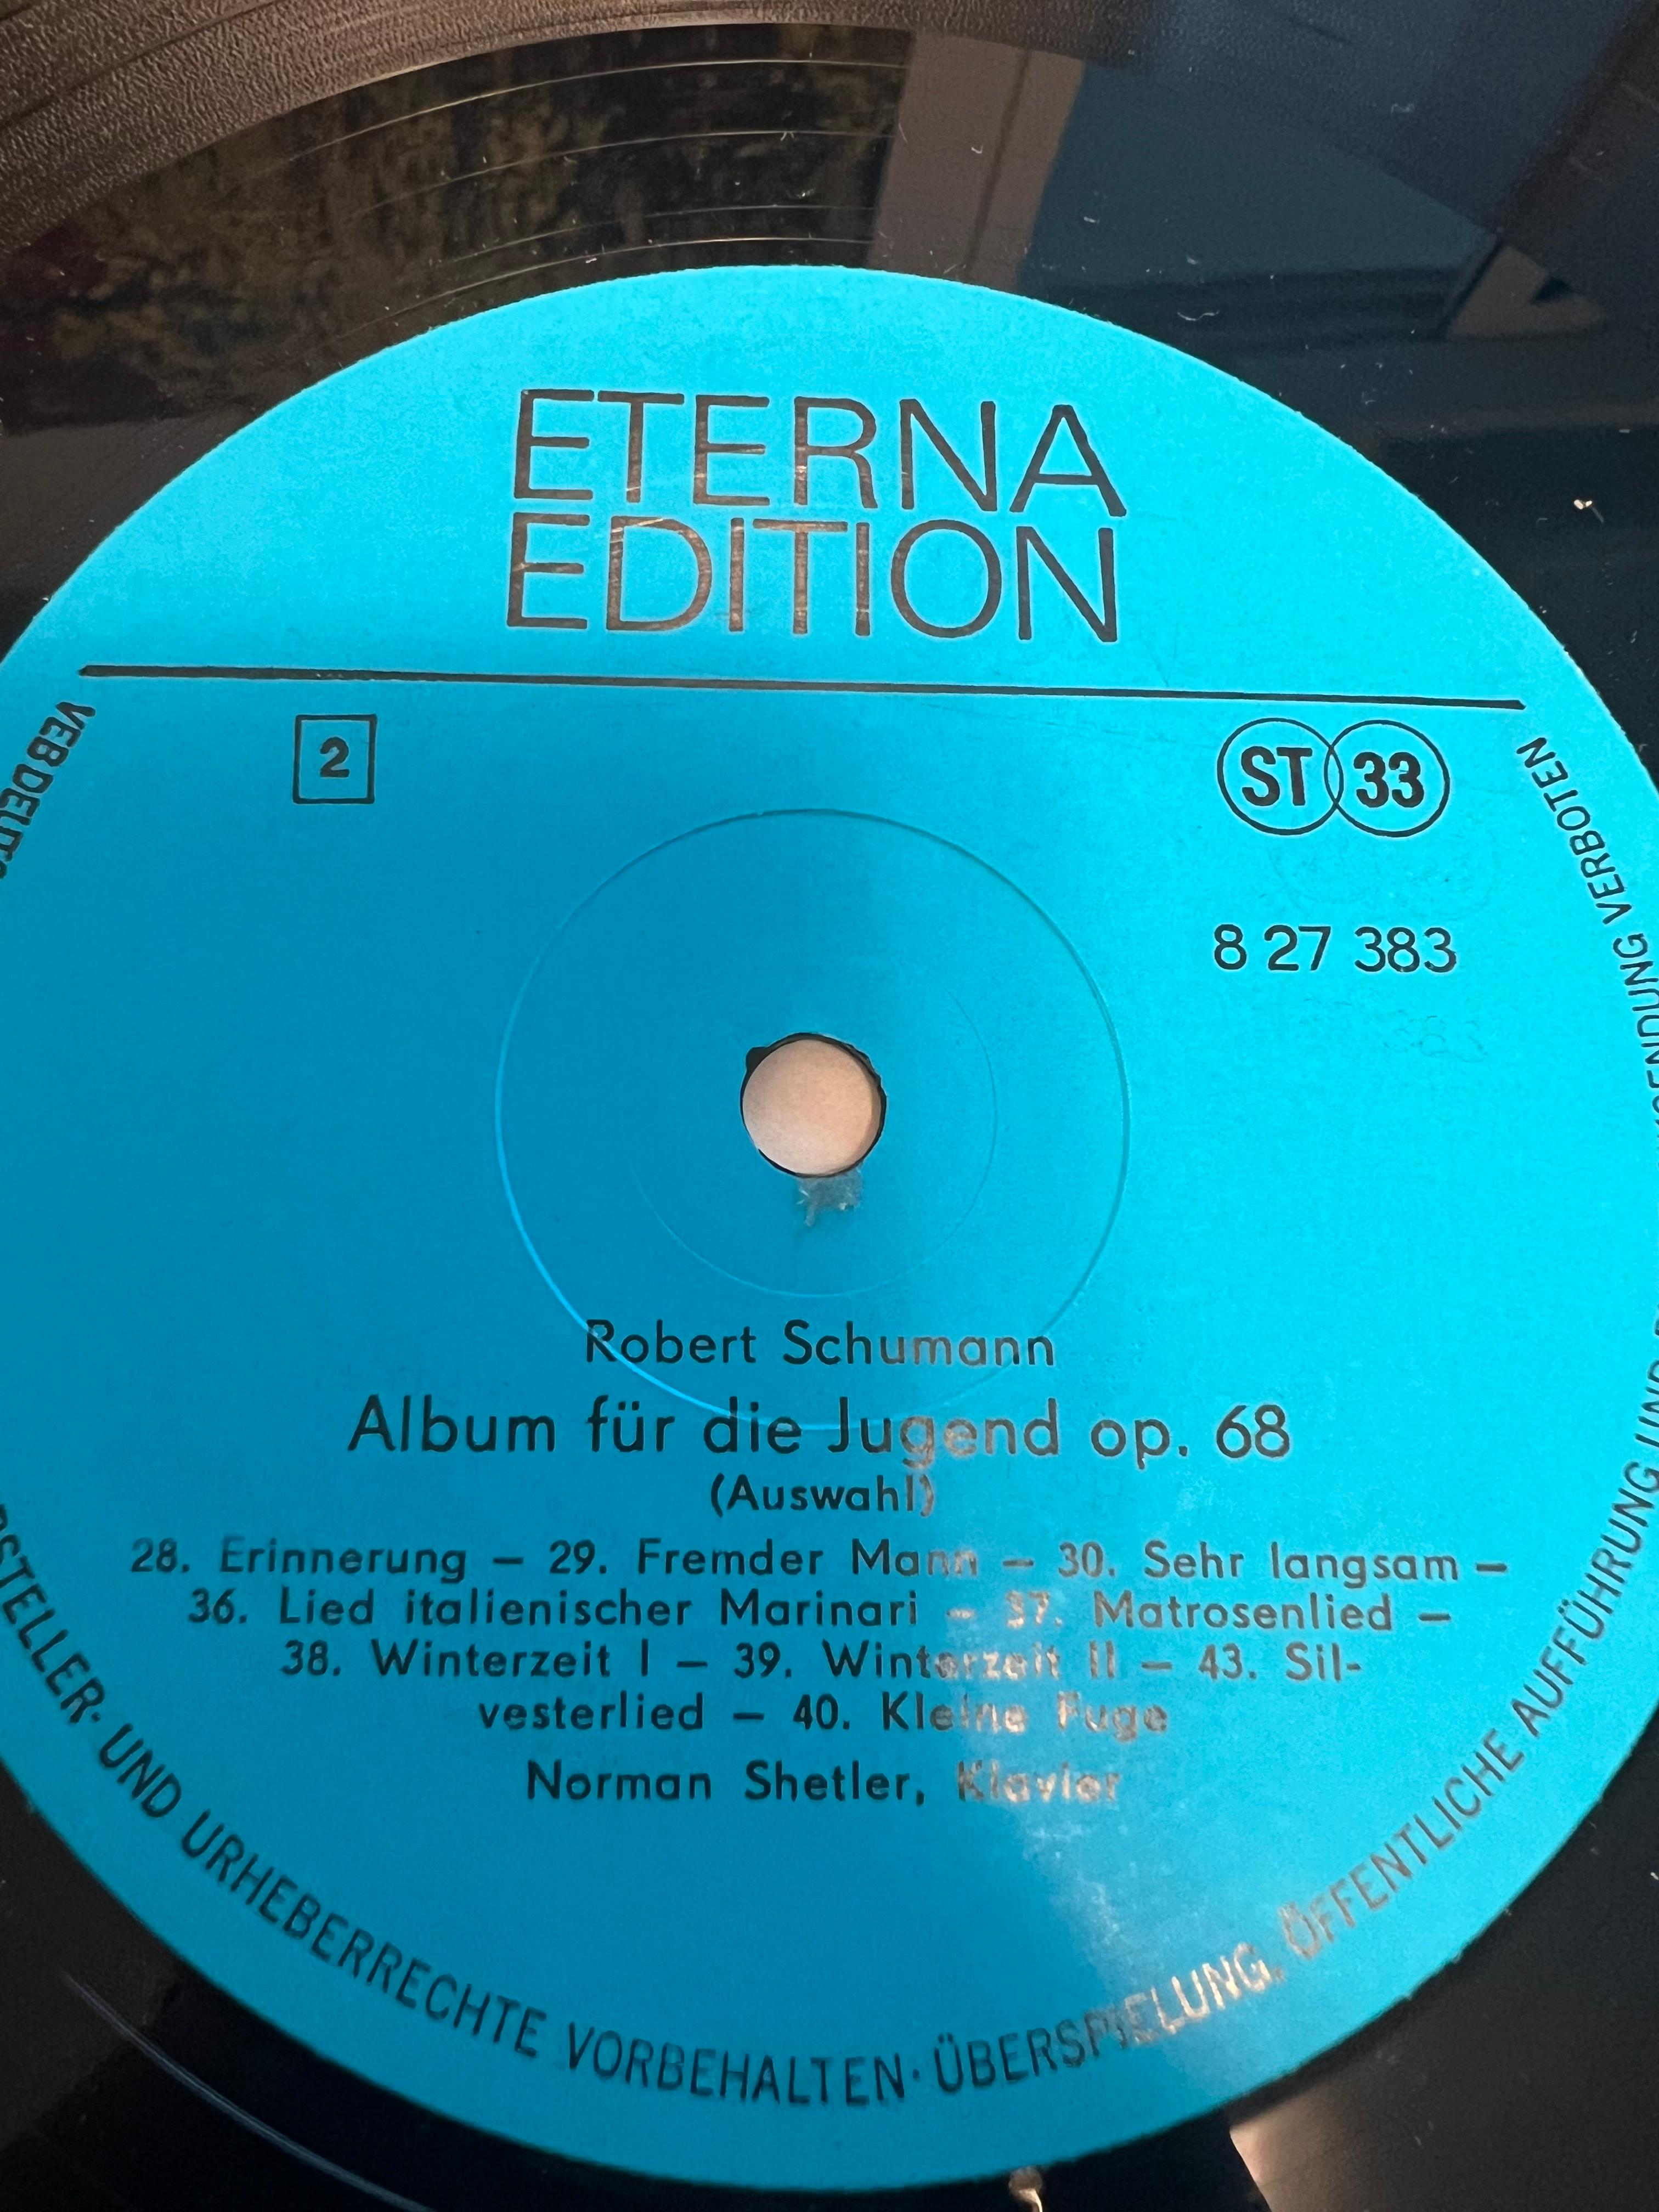 ETERNA
EDITION
2
ST 33
8 27 383
Robert Schumann
Album für die Jugend op. 68
(Auswahl)
28. Erinnerung – 29. Fremder Mann – 30. Sehr langsam –
36. Lied italienischer Marinari – 37. Matrosenlied –
38. Winterzeit I – 39. Winterzeit II – 43. Sil-
vesterlied – 40. Kleine Fuge
Norman Shetler, Klavier
VEB
UND URHEBERRECHTE VORBEHALTEN · ÜBERSPIELUNG, ÖFFENTLICHE AUFFÜHRUNG UND
VERBOTEN